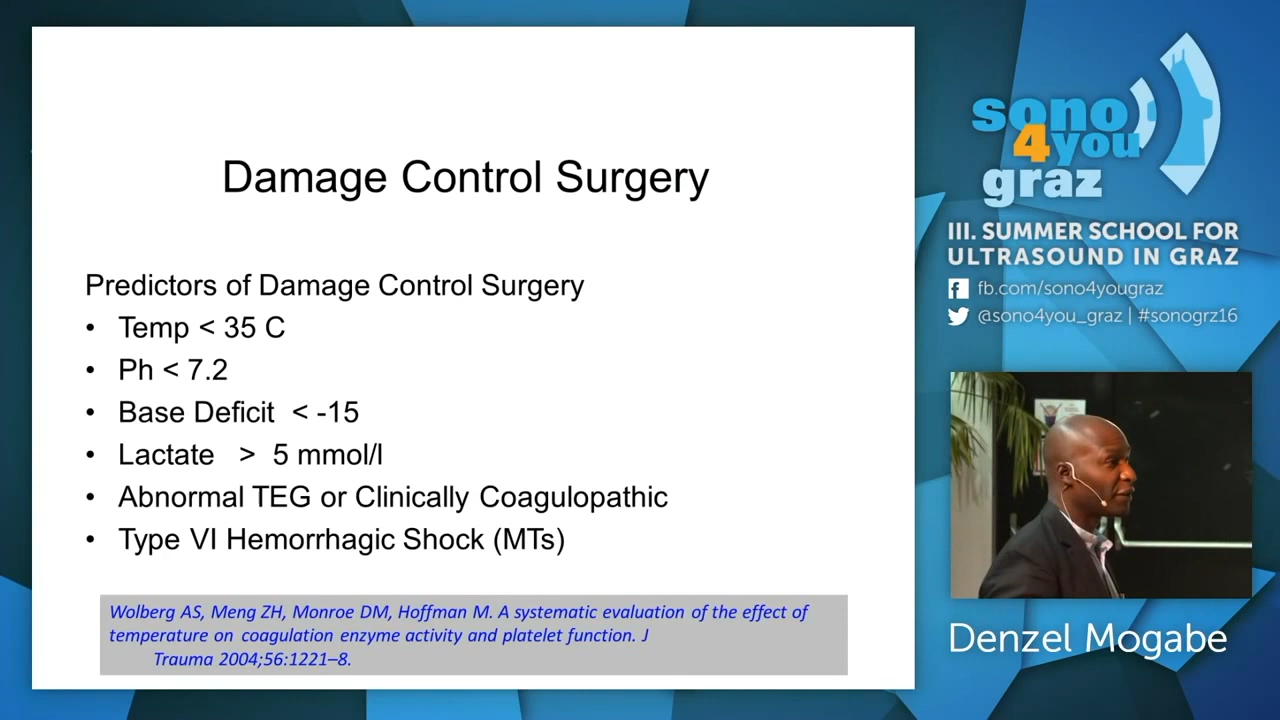 Damage Control Surgery
Predictors of Damage Control Surgery
• Temp < 35 C
• Ph < 7.2
• Base Deficit < -15
• Lactate > 5 mmol/l
• Abnormal TEG or Clinically Coagulopathic
• Type VI Hemorrhagic Shock (MTs)
Wolberg AS, Meng ZH, Monroe DM, Hoffman M. A systematic evaluation of the effect of
temperature on coagulation enzyme activity and platelet function. J
Trauma 2004;56:1221–8.
sono
4you
graz
III. SUMMER SCHOOL FOR
ULTRASOUND IN GRAZ
fb.com/sono4yougraz
@sono4you_graz | #sonogrz16
Denzel Mogabe